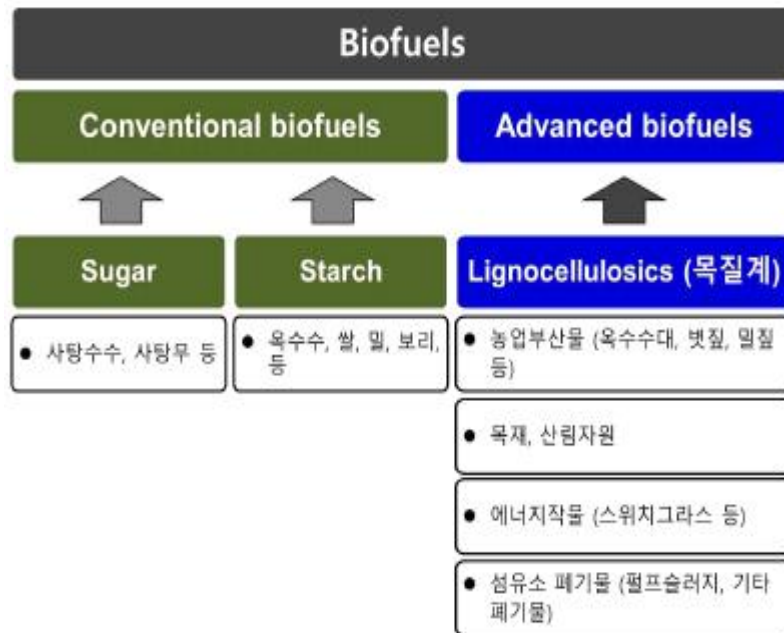 Biofuels
Conventional biofuels
Advanced biofuels
Sugar
Starch
Lignocellulosics (목질계)
● 사탕수수, 사탕무 등
● 옥수수, 쌀, 밀, 보리,
등
● 농업부산물 (옥수수대, 볏짚, 밀짚
등)
● 목재, 산림자원
● 에너지작물 (스위치그라스 등)
● 섬유소 폐기물 (펄프슬러지, 기타
폐기물)